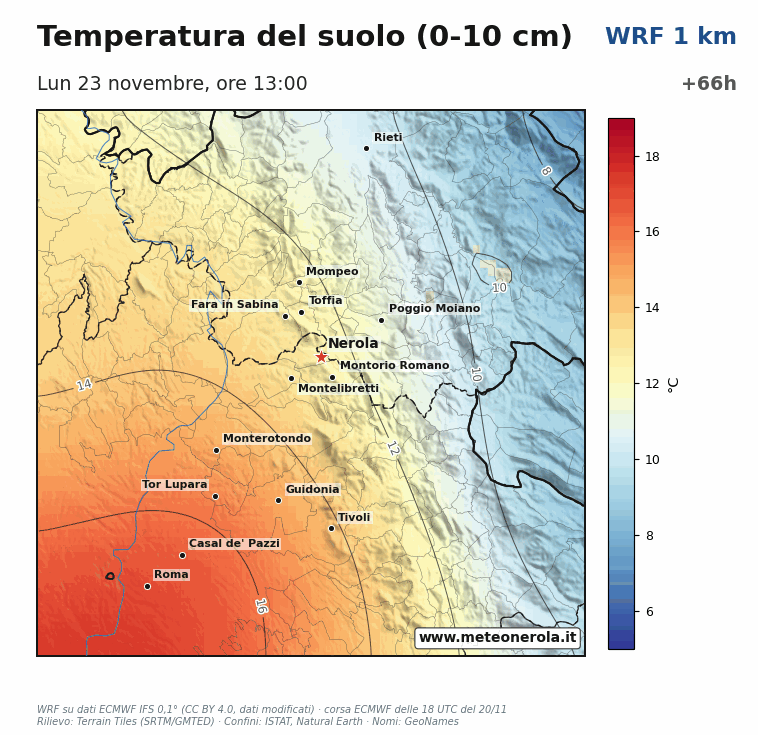 Temperatura del suolo (0-10 cm)
WRF 1 km
Lun 23 novembre, ore 13:00
+66h
Rieti
8
18
16
14
12
10
8
6
°C
Mompeo
10
Fara in Sabina
Toffia
Poggio Moiano
Nerola
Montorio Romano
10
14
Montelibretti
Monterotondo
12
Tor Lupara
Guidonia
Tivoli
Casal de' Pazzi
Roma
16
www.meteonerola.it
WRF su dati ECMWF IFS 0,1° (CC BY 4.0, dati modificati) · corsa ECMWF delle 18 UTC del 20/11
Rilievo: Terrain Tiles (SRTM/GMTED) · Confini: ISTAT, Natural Earth · Nomi: GeoNames